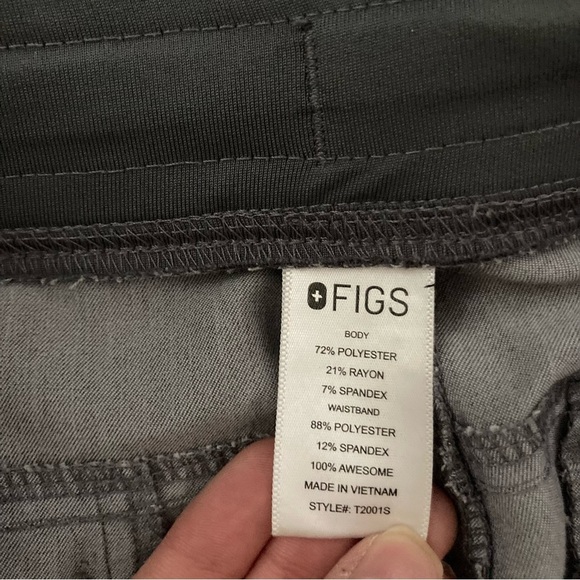 FIGS
BODY
72% POLYESTER
21% RAYON
7% SPANDEX
WAISTBAND
88% POLYESTER
12% SPANDEX
100% AWESOME
MADE IN VIETNAM
STYLE#: T2001S